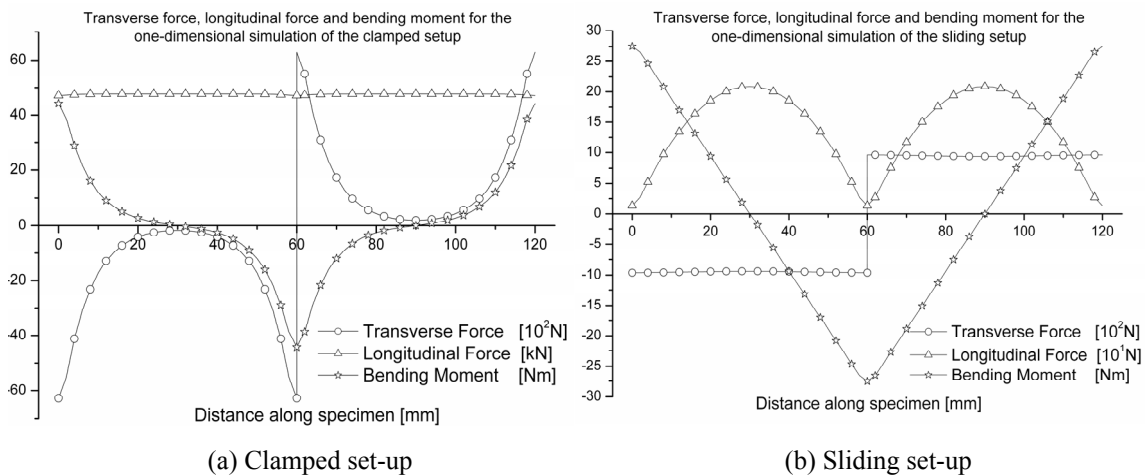 Transverse force, longitudinal force and bending moment for the
one-dimensional simulation of the clamped setup
60
40
20
0
-20
-40
-60
0
20
40
60
80
100
120
Transverse Force [10²N]
Longitudinal Force [kN]
Bending Moment [Nm]
Distance along specimen [mm]
(a) Clamped set-up
Transverse force, longitudinal force and bending moment for the
one-dimensional simulation of the sliding setup
30
25
20
15
10
5
0
-5
-10
-15
-20
-25
-30
0
20
40
60
80
100
120
Transverse Force [10²N]
Longitudinal Force [10¹N]
Bending Moment [Nm]
Distance along specimen [mm]
(b) Sliding set-up